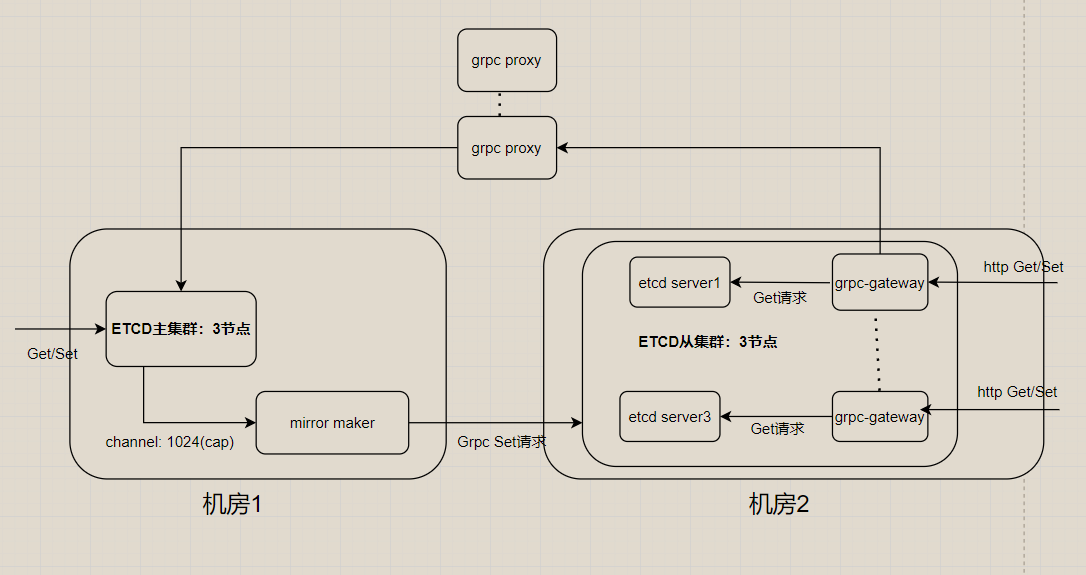 grpc proxy
grpc proxy
http Get/Set
etcd server1
grpc-gateway
Get请求
ETCD主集群：3节点
Get/Set
ETCD从集群：3节点
http Get/Set
etcd server3
grpc-gateway
Get请求
mirror maker
channel: 1024(cap)
Grpc Set请求
机房1
机房2